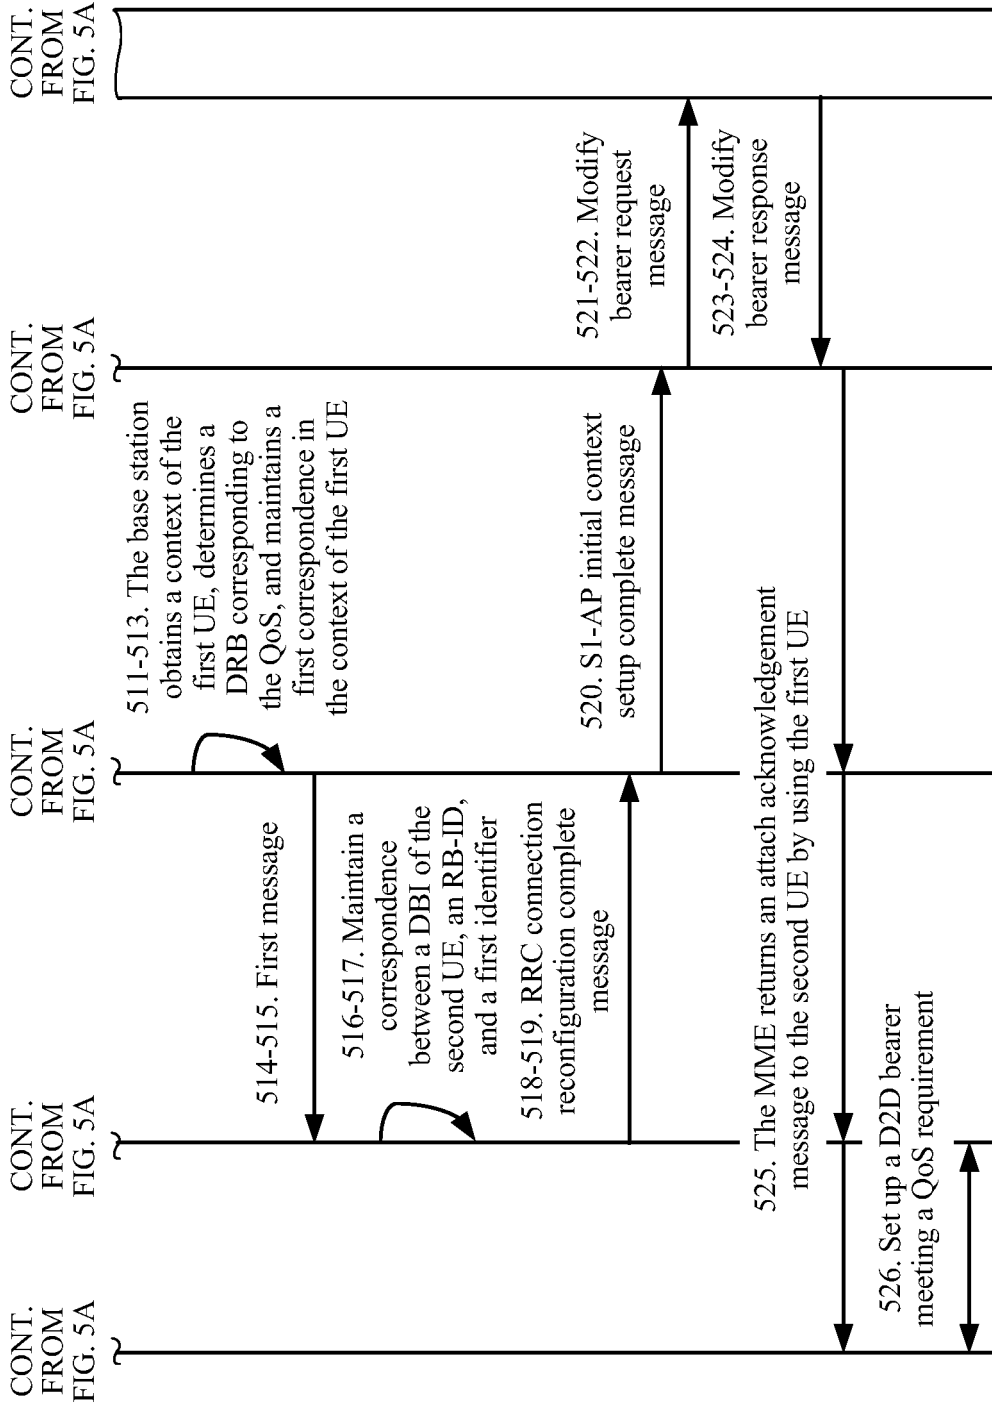 CONT.
FROM
FIG. 5A
CONT.
FROM
FIG. 5A
CONT.
FROM
FIG. 5A
CONT.
FROM
FIG. 5A
CONT.
FROM
FIG. 5A
511-513. The base station
obtains a context of the
first UE, determines a
DRB corresponding to
the QoS, and maintains a
first correspondence in
the context of the first UE
514-515. First message
516-517. Maintain a
correspondence
between a DBI of the
second UE, an RB-ID,
and a first identifier
518-519. RRC connection
reconfiguration complete
message
520. S1-AP initial context
setup complete message
521-522. Modify
bearer request
message
523-524. Modify
bearer response
message
525. The MME returns an attach acknowledgement
message to the second UE by using the first UE
526. Set up a D2D bearer
meeting a QoS requirement